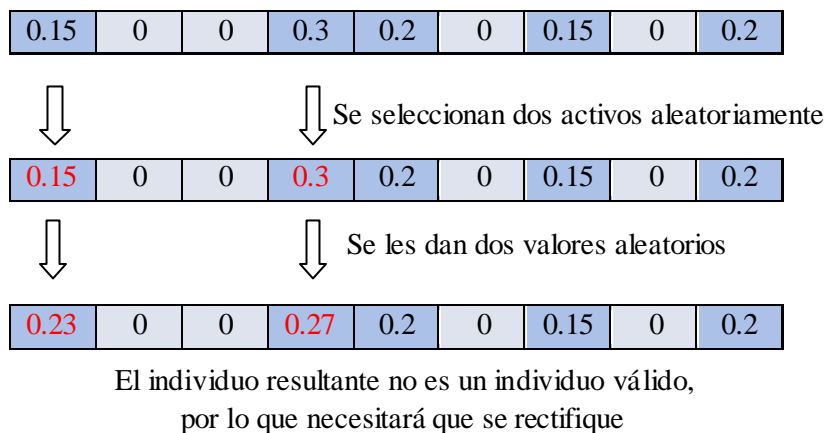 0.15 0 0 0.3 0.2 0 0.15 0 0.2
Se seleccionan dos activos aleatoriamente
0.15 0 0 0.3 0.2 0 0.15 0 0.2
Se les dan dos valores aleatorios
0.23 0 0 0.27 0.2 0 0.15 0 0.2
El individuo resultante no es un individuo válido,
por lo que necesitará que se rectifique